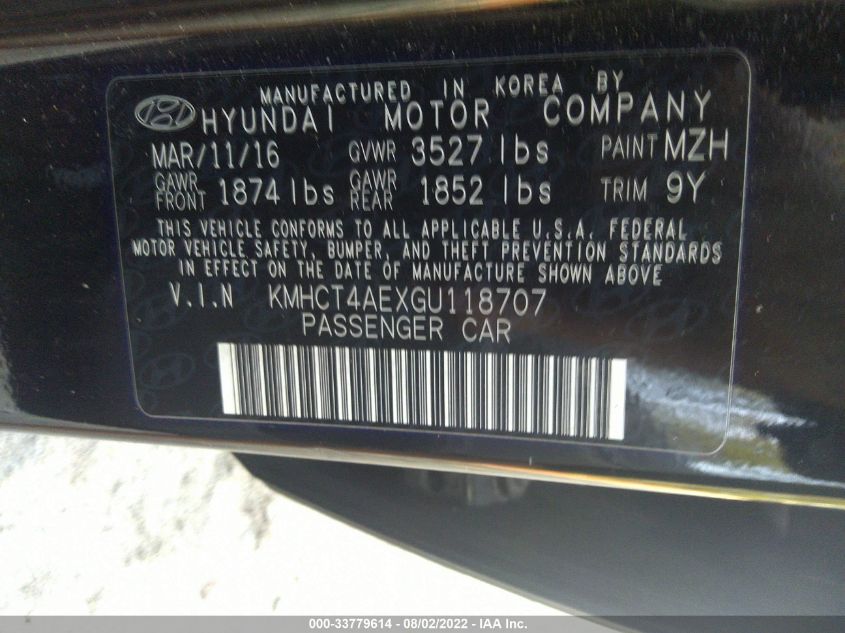 MANUFACTURED IN KOREA BY
HYUNDAI MOTOR COMPANY
MAR/11/16 GVWR 3527 lbs PAINT MZH
GAWR FRONT 1874 lbs GAWR REAR 1852 lbs TRIM 9Y
THIS VEHICLE CONFORMS TO ALL APPLICABLE U.S.A. FEDERAL
MOTOR VEHICLE SAFETY, BUMPER, AND THEFT PREVENTION STANDARDS
IN EFFECT ON THE DATE OF MANUFACTURE SHOWN ABOVE
V.I.N KMHCT4AEXGU118707
PASSENGER CAR
000-33779614 - 08/02/2022 - IAA Inc.